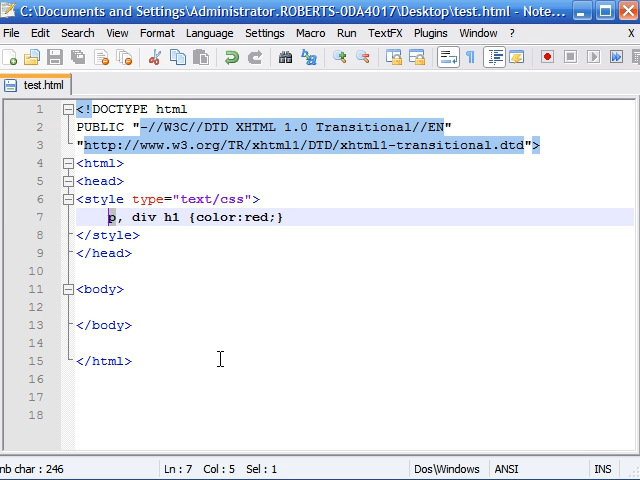 C:\Documents and Settings\Administrator.ROBERTS-0DA4017\Desktop\test.html - Note...
File Edit Search View Format Language Settings Macro Run TextFX Plugins Window ? X
test.html
1 <!DOCTYPE html
2 PUBLIC "-//W3C//DTD XHTML 1.0 Transitional//EN"
3 "http://www.w3.org/TR/xhtml1/DTD/xhtml1-transitional.dtd">
4 <html>
5 <head>
6 <style type="text/css">
7 p, div h1 {color:red;}
8 </style>
9 </head>
10
11 <body>
12
13 </body>
14
15 </html>
16
17
18
nb char : 246 Ln : 7 Col : 5 Sel : 1 Dos\Windows ANSI INS